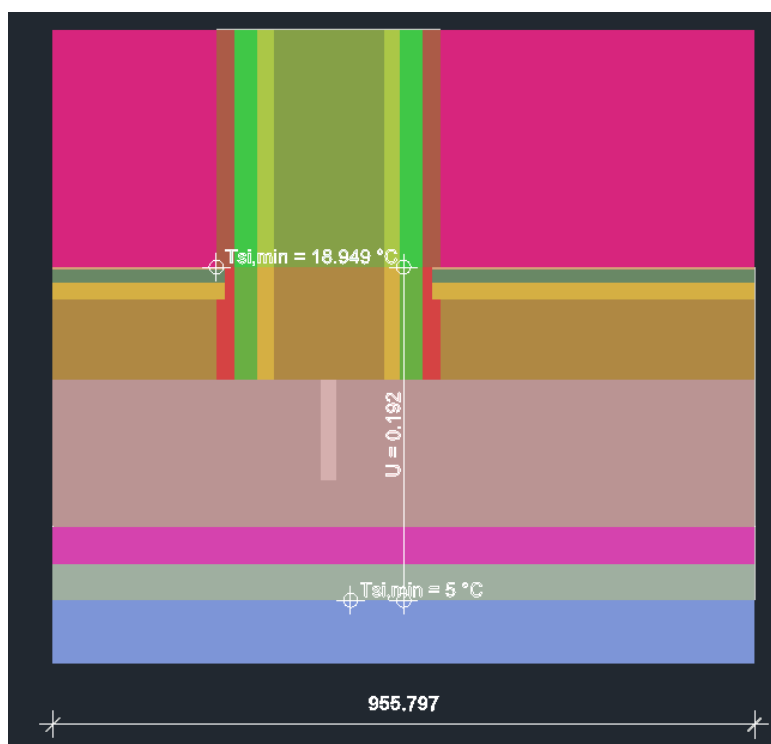 Tsi,min = 18.949 °C
U = 0.192
Tsi,min = 5 °C
955.797